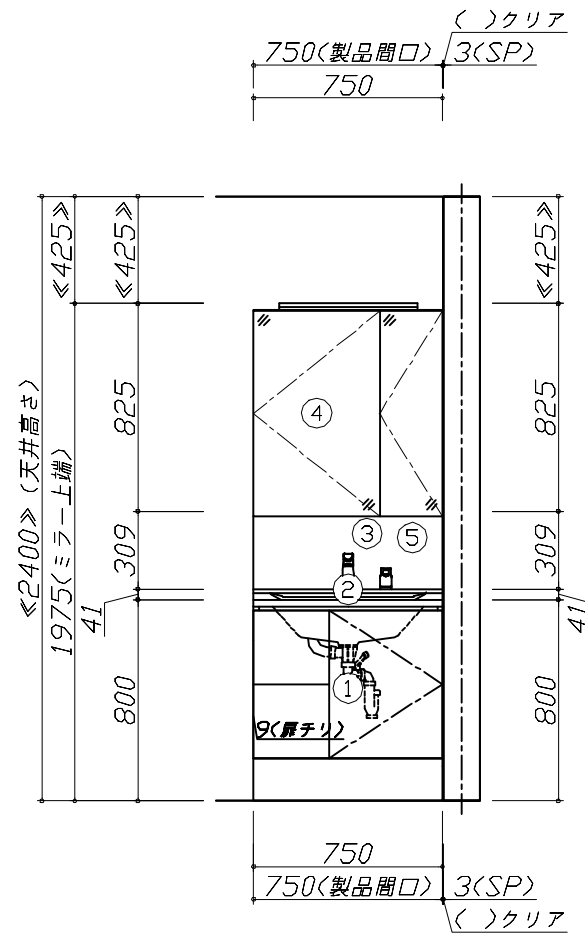 ( )クリア
750(製品間口) 3(SP)
750
≪2400≫(天井高さ)
1975(ミラー上端)
≪425≫
≪425≫
≪425≫
825
825
309
309
41
41
800
800
④
③
⑤
②
①
9(扉チリ)
750
750(製品間口) 3(SP)
( )クリア